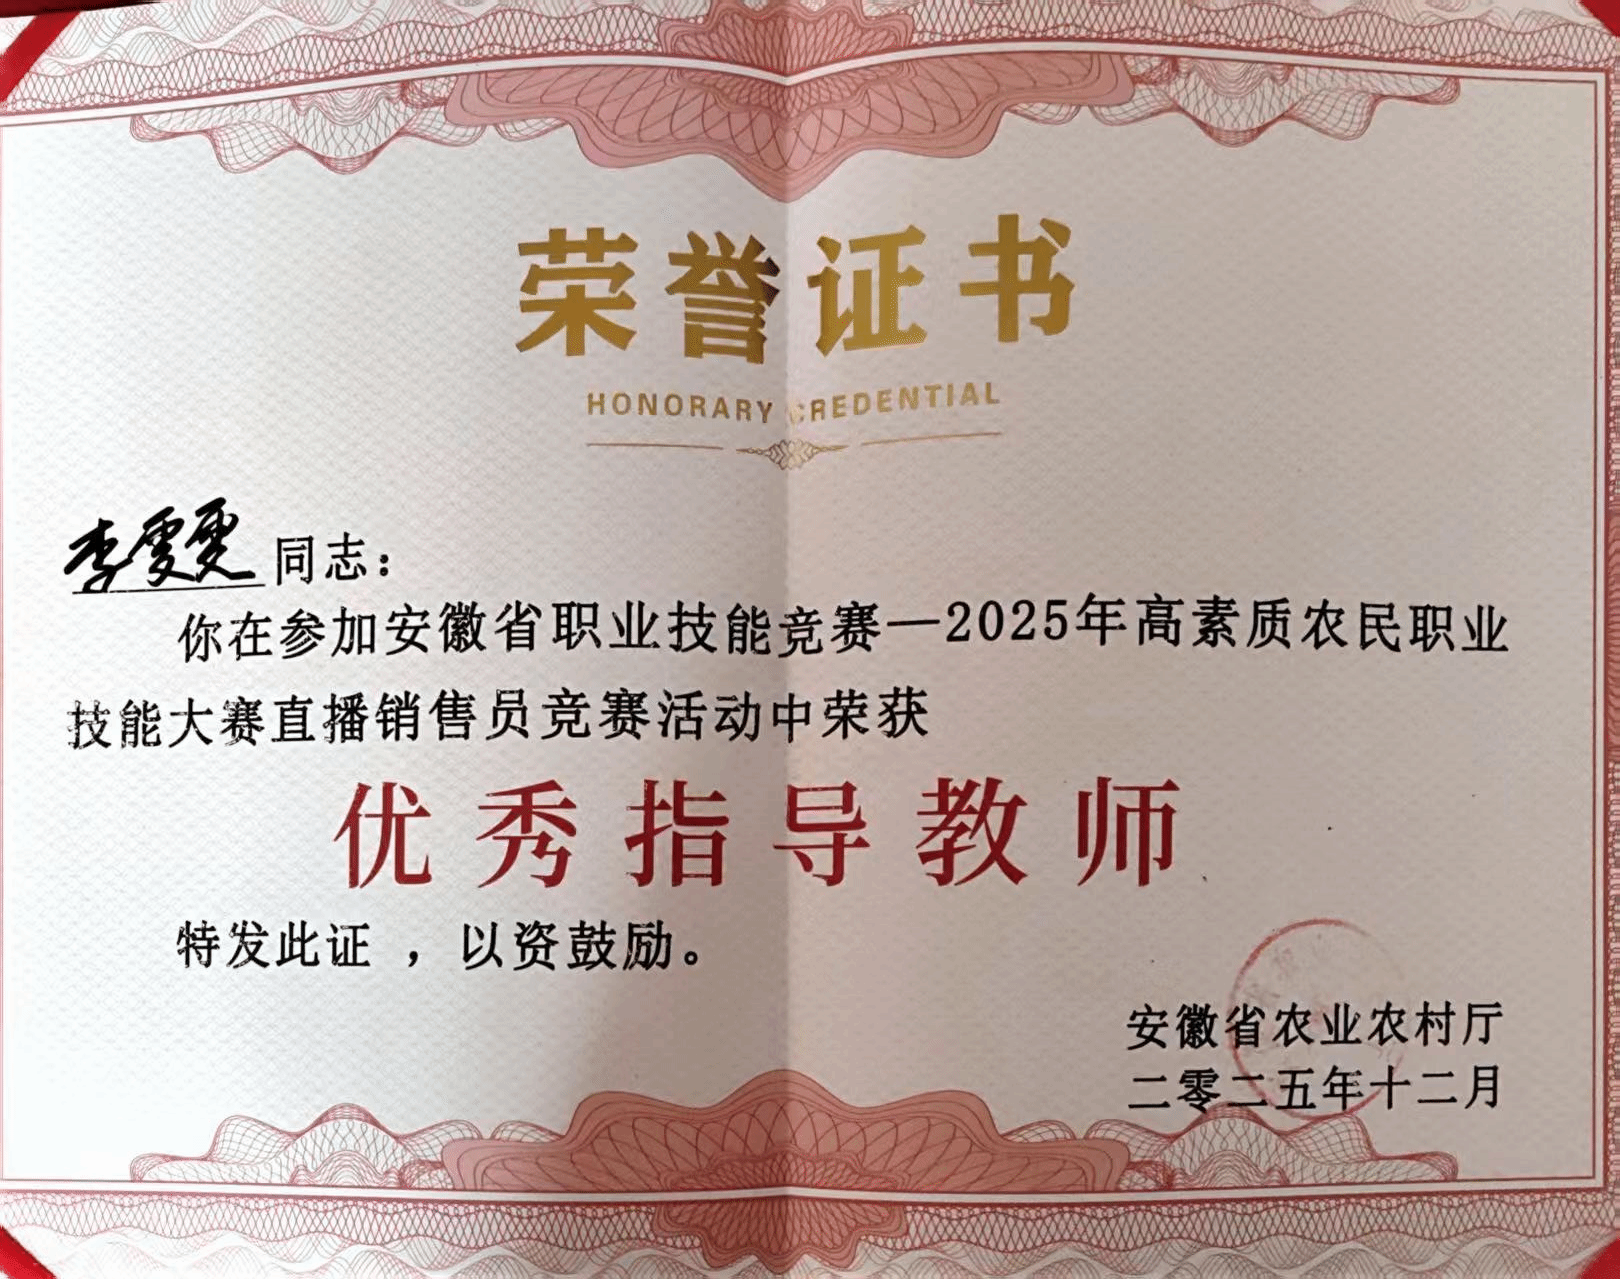 荣誉证书
HONORARY CREDENTIAL
李雯雯 同志：
你在参加安徽省职业技能竞赛—2025年高素质农民职业
技能大赛直播销售员竞赛活动中荣获
优秀指导教师
特发此证，以资鼓励。
安徽省农业农村厅
二零二五年十二月